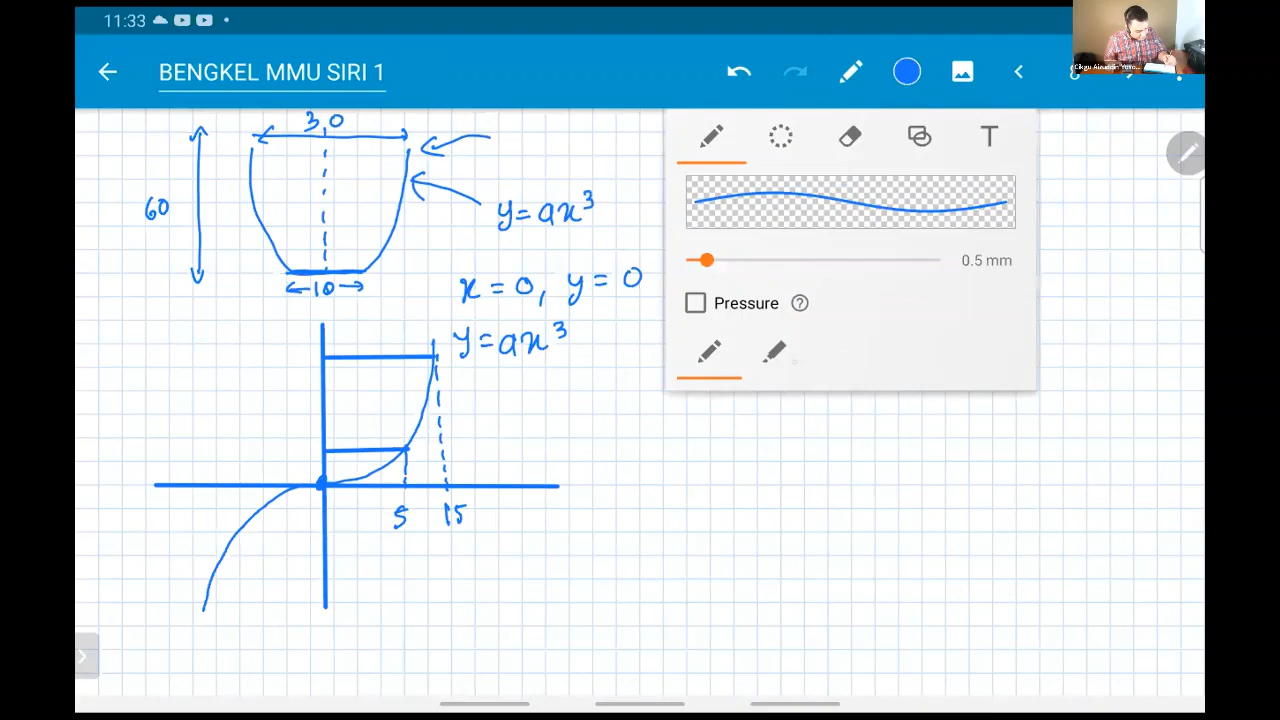 11:33
BENGKEL MMU SIRI 1
8
T
0.5 mm
Pressure
30
60
y=ax³
10
x=0, y=0
y=ax³
5 15